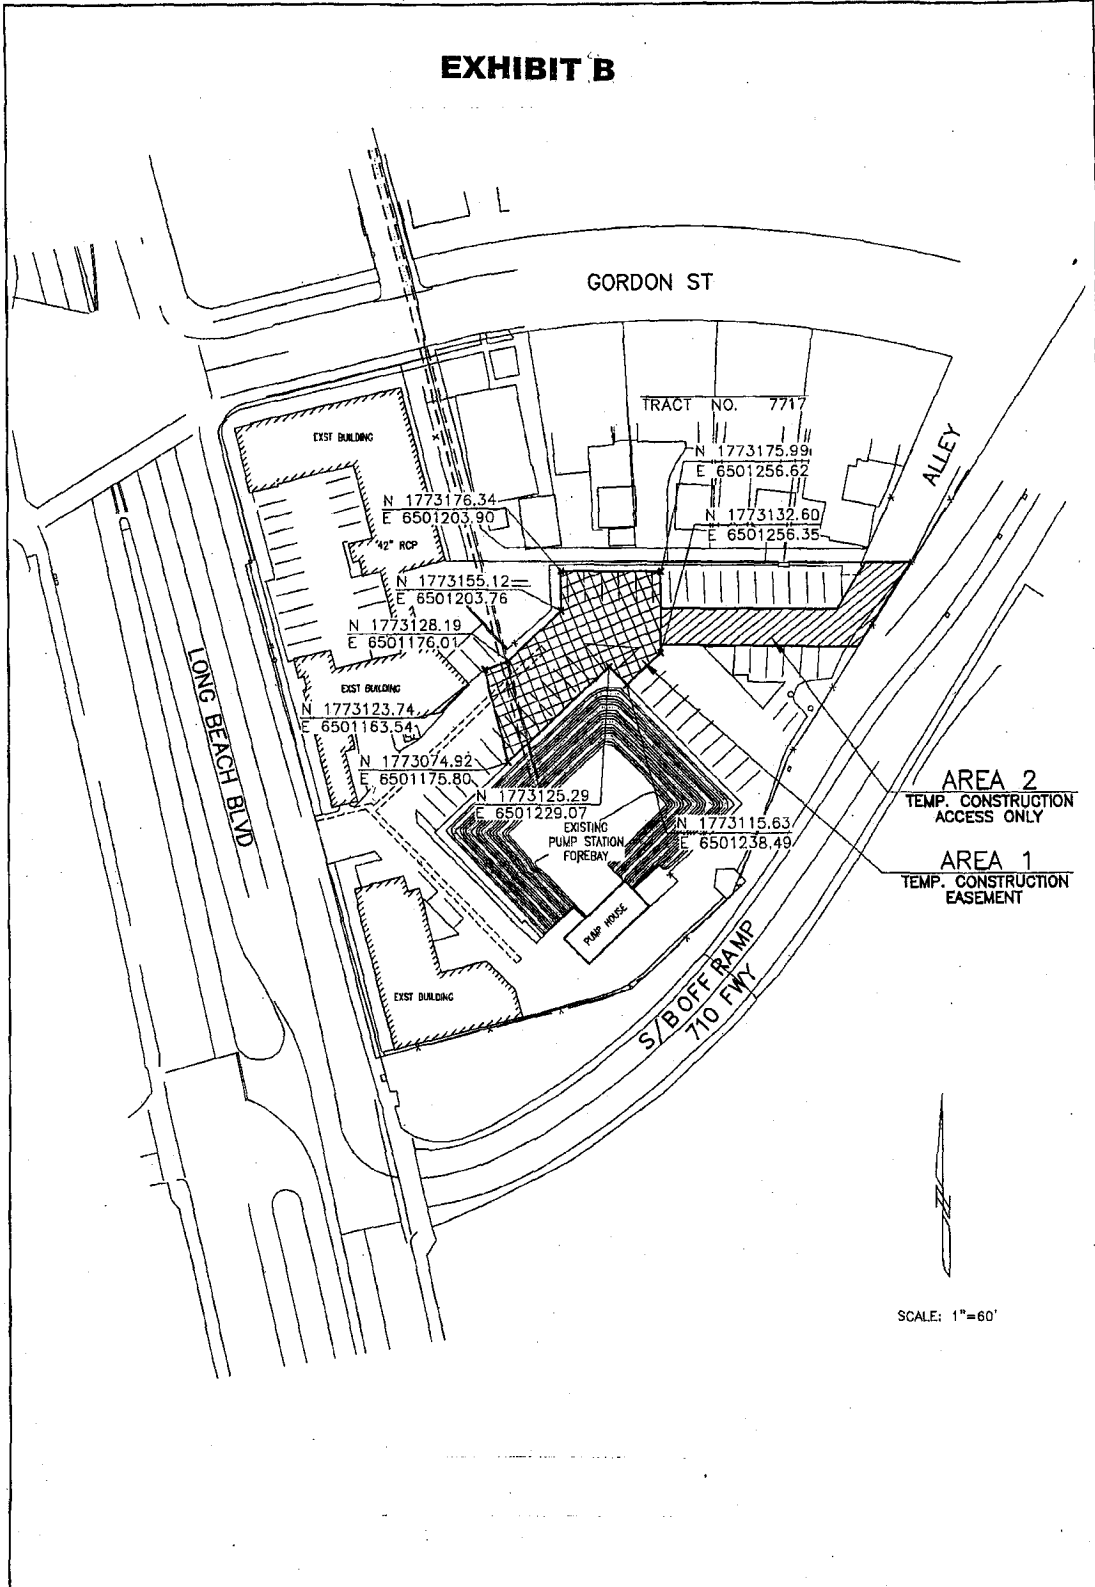 EXHIBIT B
GORDON ST
TRACT NO. 7717
ALLEY
EXST BUILDING
N 1773175.99
E 6501256.62
N 1773176.34
E 6501203.90
N 1773132.60
E 6501256.35
42" RCP
N 1773155.12
E 6501203.76
N 1773128.19
E 6501176.01
LONG BEACH BLVD
EXST BUILDING
N 1773123.74
E 6501163.54
N 1773074.92
E 6501175.80
N 1773125.29
E 6501229.07
AREA 2
TEMP. CONSTRUCTION
ACCESS ONLY
EXISTING
PUMP STATION
FOREBAY
N 1773115.63
E 6501238.49
AREA 1
TEMP. CONSTRUCTION
EASEMENT
PUMP HOUSE
EXST BUILDING
S/B OFF RAMP
710 FWY
N
SCALE: 1"=60'